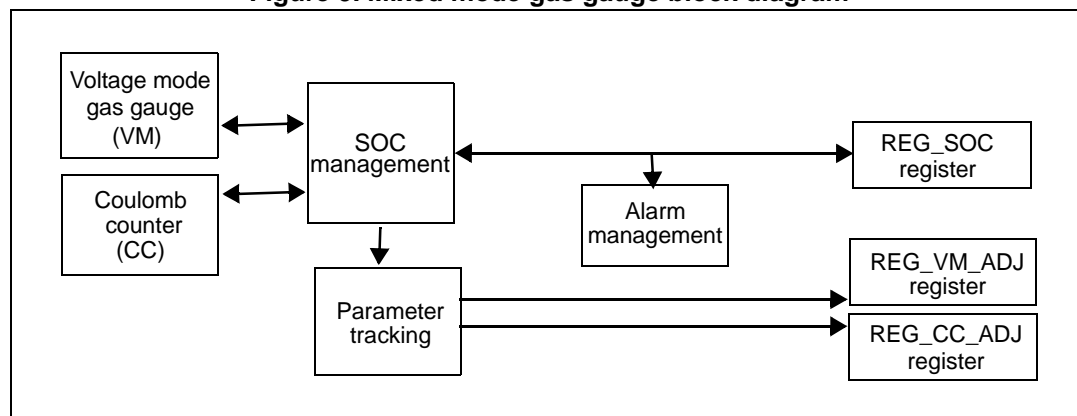 Figure
Mixed mode gas gauge block diagram
Voltage mode
gas gauge
(VM)
SOC
management
REG_SOC
register
Coulomb
counter
(CC)
Alarm
management
Parameter
tracking
REG_VM_ADJ
register
REG_CC_ADJ
register